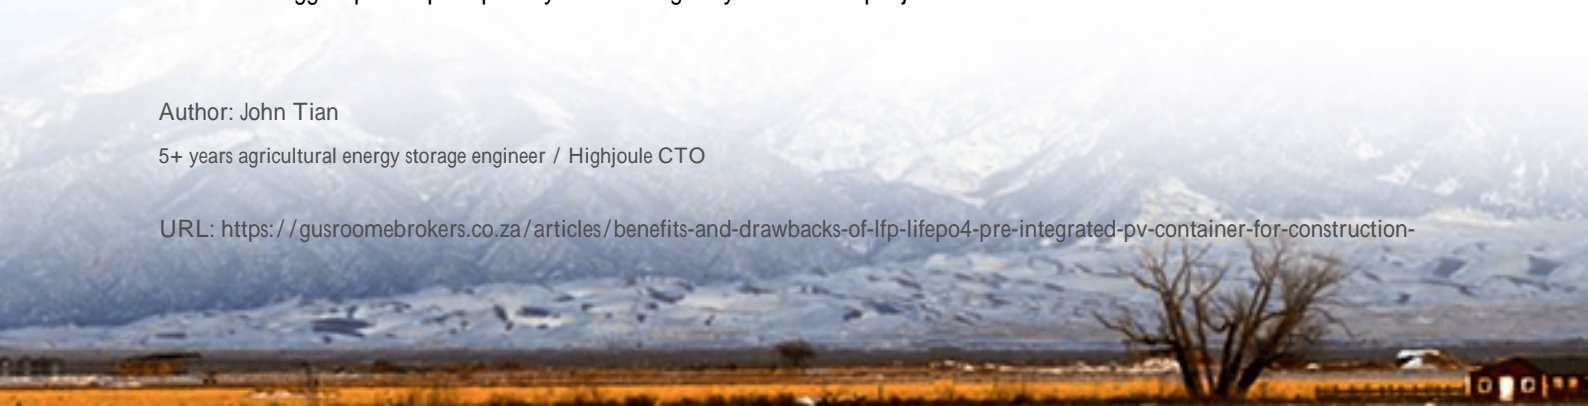 Author: John Tian
5+ years agricultural energy storage engineer / Highjoule CTO
URL: https://gusroomebrokers.co.za/articles/benefits-and-drawbacks-of-lfp-lifepo4-pre-integrated-pv-container-for-construction-